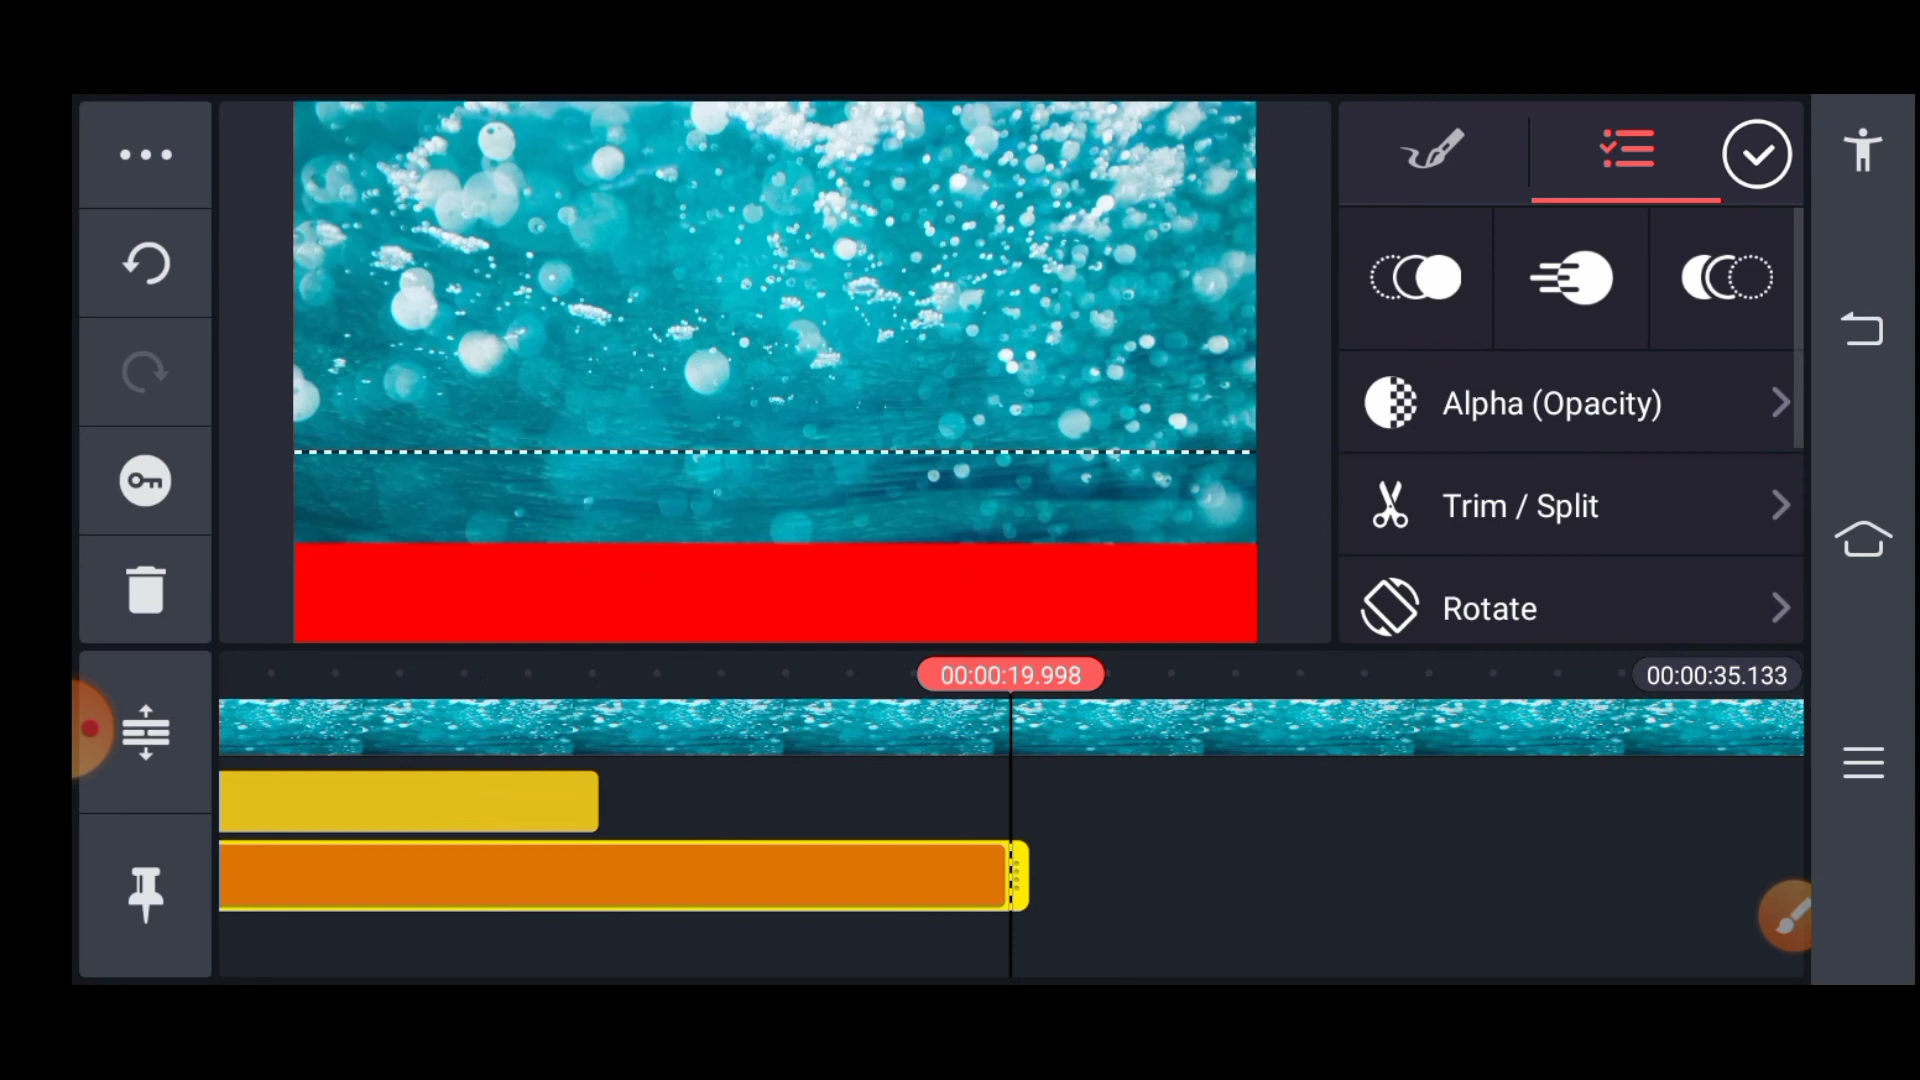 Alpha (Opacity)
Trim / Split
Rotate
00:00:19.998
00:00:35.133